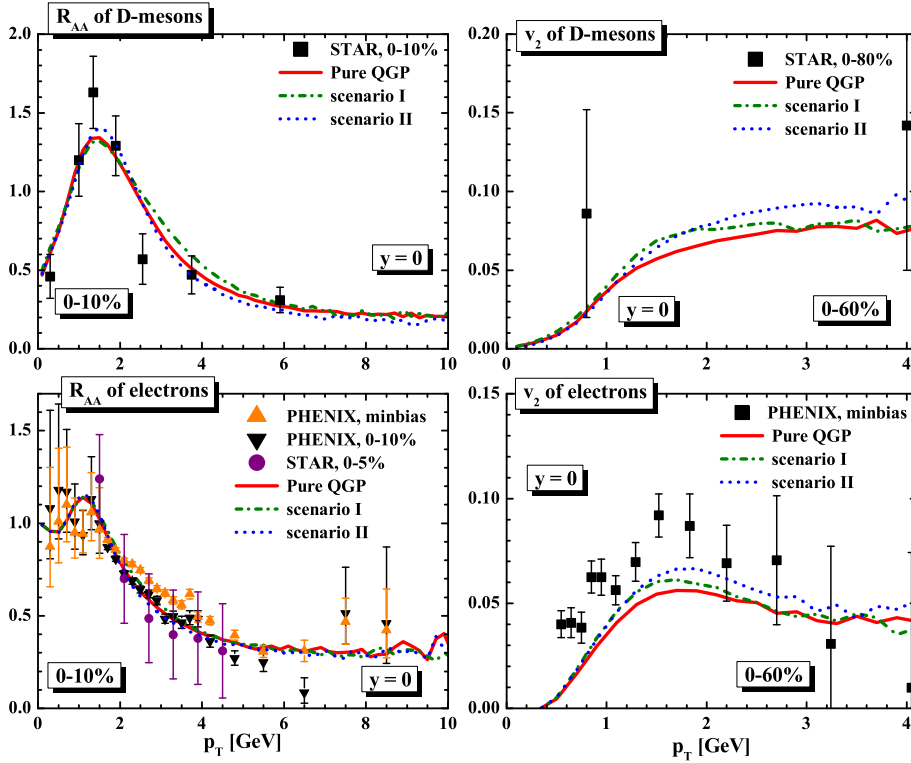 R_AA of D-mesons
2.0
1.5
1.0
0.5
0.0
STAR, 0-10%
Pure QGP
scenario I
scenario II
y = 0
0-10%
0 2 4 6 8 10
v_2 of D-mesons
0.20
0.15
0.10
0.05
0.00
STAR, 0-80%
Pure QGP
scenario I
scenario II
y = 0
0-60%
0 1 2 3 4
R_AA of electrons
1.5
1.0
0.5
0.0
PHENIX, minbias
PHENIX, 0-10%
STAR, 0-5%
Pure QGP
scenario I
scenario II
0-10%
y = 0
0 2 4 6 8 10
p_T [GeV]
v_2 of electrons
0.15
0.10
0.05
0.00
PHENIX, minbias
Pure QGP
scenario I
scenario II
y = 0
0-60%
0 1 2 3 4
p_T [GeV]